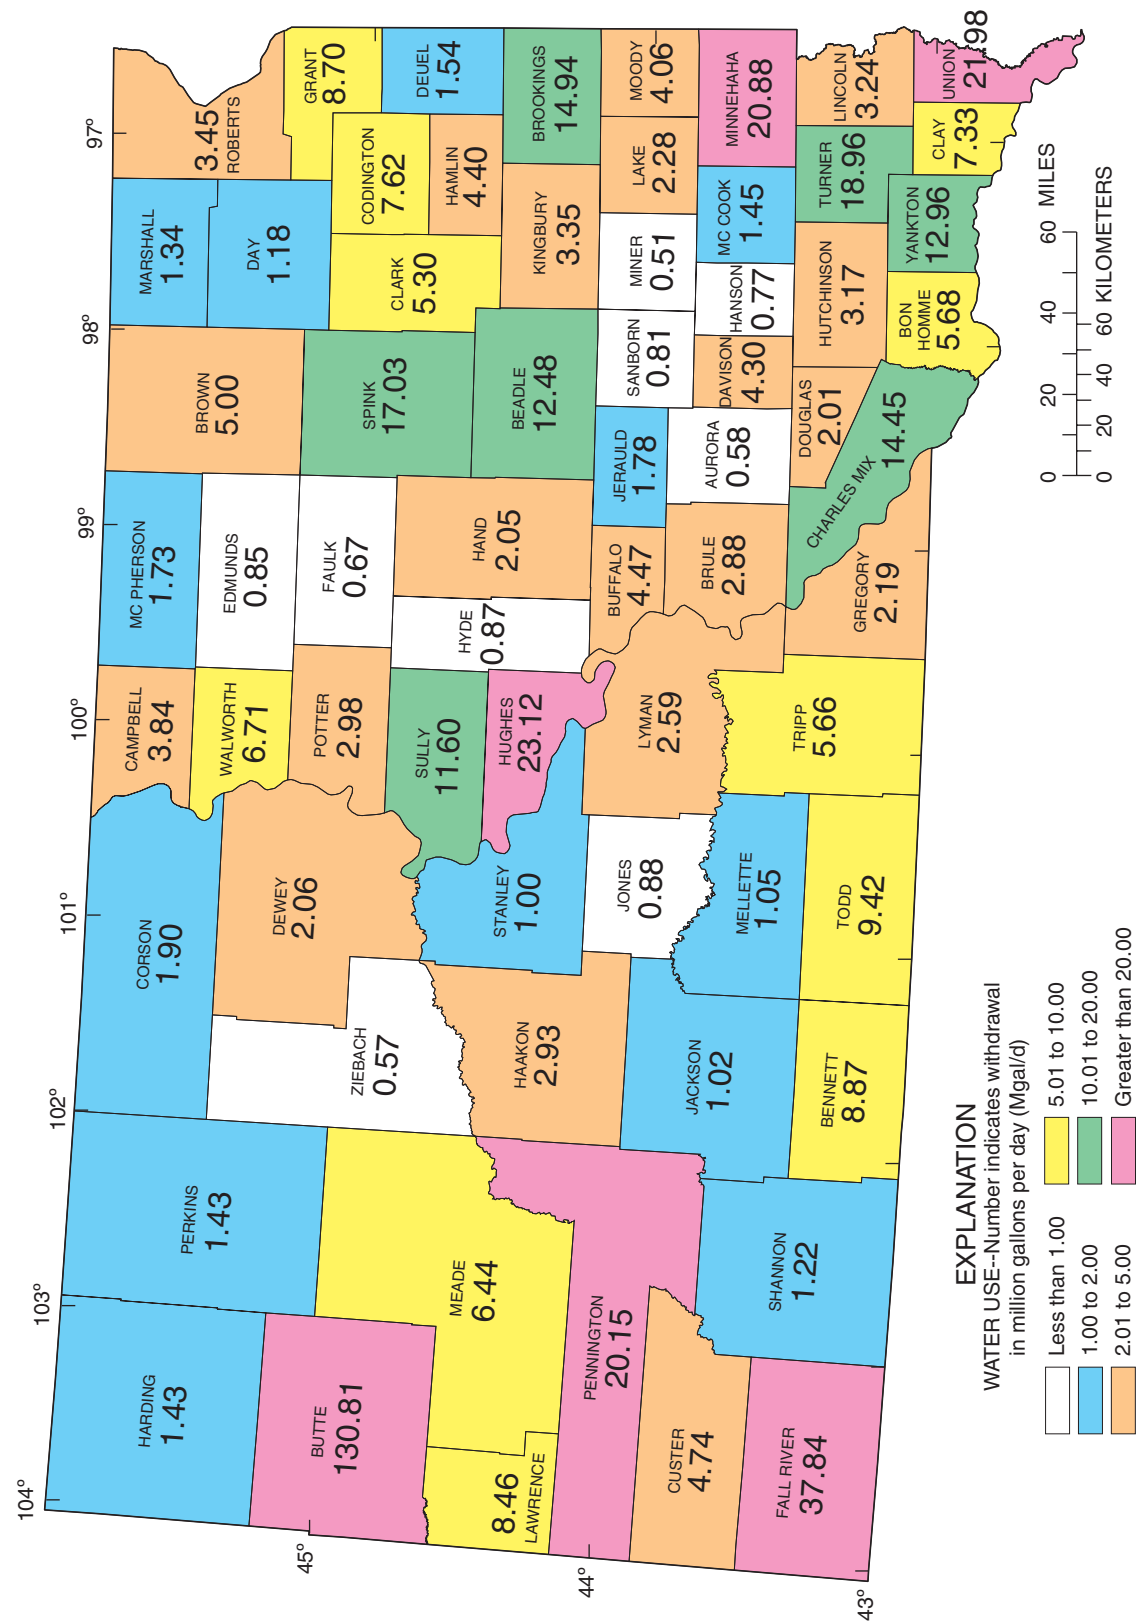 104º
103º
102º
101º
100º
99º
98º
97º
45º
44º
43º
HARDING
1.43
PERKINS
1.43
CORSON
1.90
CAMPBELL
3.84
MC PHERSON
1.73
BROWN
5.00
MARSHALL
1.34
3.45
ROBERTS
DAY
1.18
GRANT
8.70
WALWORTH
6.71
EDMUNDS
0.85
BUTTE
130.81
ZIEBACH
0.57
DEWEY
2.06
POTTER
2.98
FAULK
0.67
SPINK
17.03
CLARK
5.30
CODINGTON
7.62
DEUEL
1.54
HAMLIN
4.40
MEADE
6.44
8.46
LAWRENCE
HAAKON
2.93
STANLEY
1.00
SULLY
11.60
HUGHES
23.12
HYDE
0.87
HAND
2.05
BEADLE
12.48
KINGBURY
3.35
BROOKINGS
14.94
PENNINGTON
20.15
JACKSON
1.02
JONES
0.88
LYMAN
2.59
BUFFALO
4.47
JERAULD
1.78
SANBORN
0.81
MINER
0.51
LAKE
2.28
MOODY
4.06
BRULE
2.88
AURORA
0.58
DAVISON
4.30
HANSON
0.77
MC COOK
1.45
MINNEHAHA
20.88
CUSTER
4.74
FALL RIVER
37.84
SHANNON
1.22
BENNETT
8.87
MELLETTE
1.05
TODD
9.42
TRIPP
5.66
GREGORY
2.19
CHARLES MIX
14.45
DOUGLAS
2.01
HUTCHINSON
3.17
TURNER
18.96
LINCOLN
3.24
BON
HOMME
5.68
YANKTON
12.96
CLAY
7.33
UNION
21.98
EXPLANATION
WATER USE--Number indicates withdrawal
in million gallons per day (Mgal/d)
Less than 1.00
1.00 to 2.00
2.01 to 5.00
5.01 to 10.00
10.01 to 20.00
Greater than 20.00
0 20 40 60 MILES
0 20 40 60 KILOMETERS